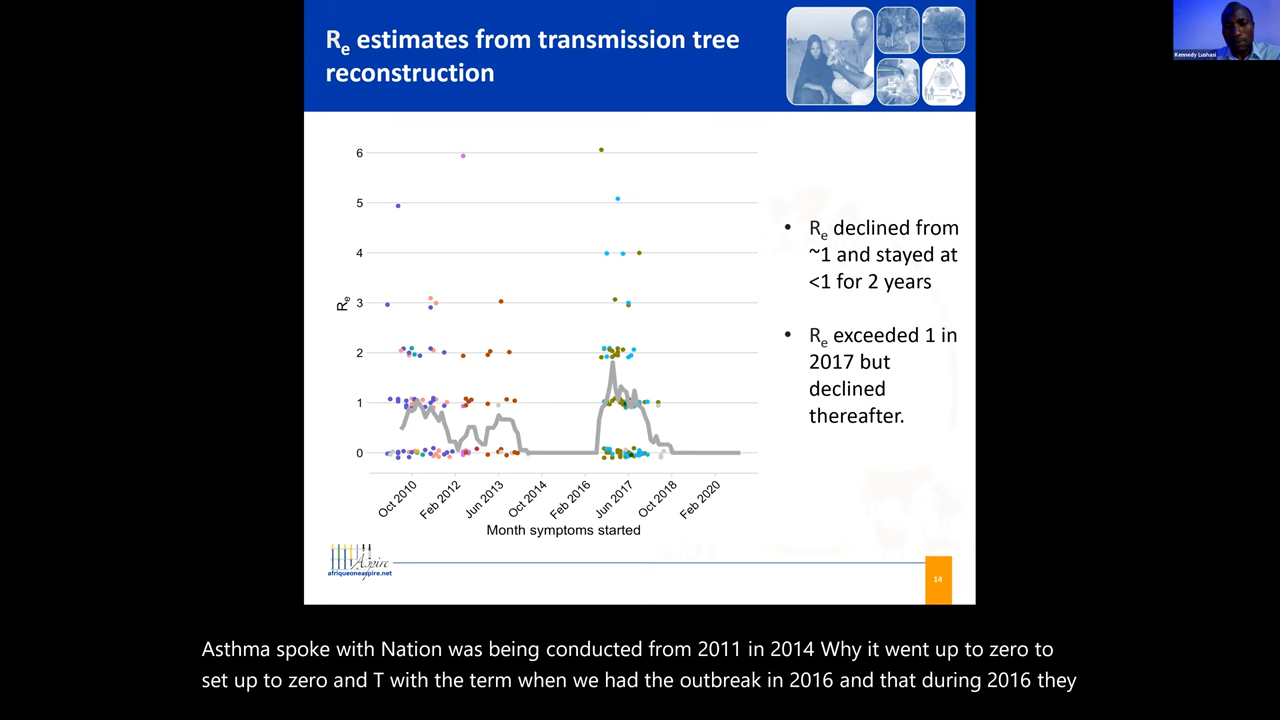 Re estimates from transmission tree
reconstruction
Kennedy Lushasi
6
5
4
3
2
1
0
Re
Oct 2010
Feb 2012
Jun 2013
Oct 2014
Feb 2016
Jun 2017
Oct 2018
Feb 2020
Month symptoms started
• Re declined from
~1 and stayed at
<1 for 2 years
• Re exceeded 1 in
2017 but
declined
thereafter.
Aspire
afriqueoneaspire.net
14
Asthma spoke with Nation was being conducted from 2011 in 2014 Why it went up to zero to
set up to zero and T with the term when we had the outbreak in 2016 and that during 2016 they